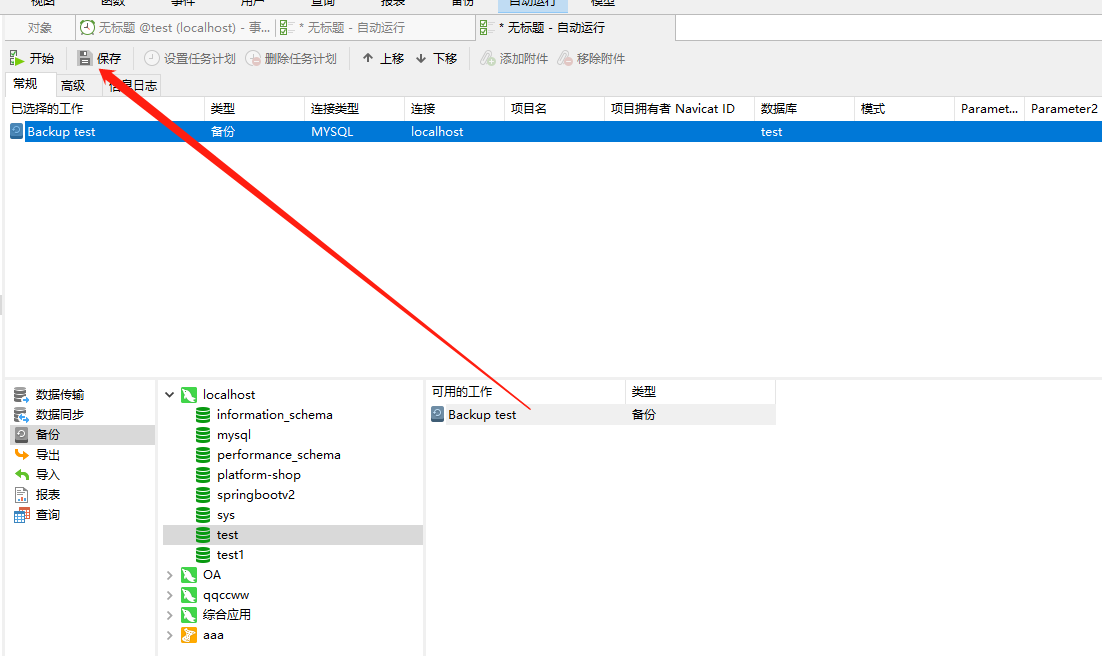 视图 函数 事件 用户 查询 报表 备份 自动运行 模型
对象 无标题 @test (localhost) - 事... * 无标题 - 自动运行 * 无标题 - 自动运行
开始 保存 设置任务计划 删除任务计划 上移 下移 添加附件 移除附件
常规 高级 信息日志
已选择的工作 类型 连接类型 连接 项目名 项目拥有者 Navicat ID 数据库 模式 Paramet... Parameter2
Backup test 备份 MYSQL localhost test
数据传输
数据同步
备份
导出
导入
报表
查询
localhost
information_schema
mysql
performance_schema
platform-shop
springbootv2
sys
test
test1
OA
qqccww
综合应用
aaa
可用的工作 类型
Backup test 备份